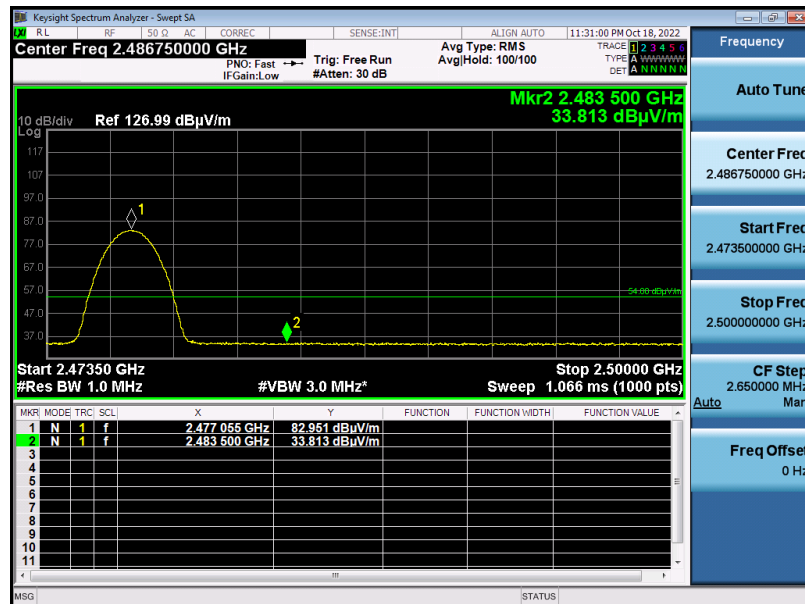 Keysight Spectrum Analyzer - Swept SA
LXI RL RF 50 Ω AC CORREC SENSE:INT ALIGN AUTO 11:31:00 PM Oct 18, 2022
Center Freq 2.486750000 GHz
PNO: Fast
IFGain:Low
Trig: Free Run
#Atten: 30 dB
Avg Type: RMS
Avg|Hold: 100/100
TRACE 1 2 3 4 5 6
TYPE A WWWWW
DET A N N N N N
Mkr2 2.483 500 GHz
33.813 dBµV/m
10 dB/div Ref 126.99 dBµV/m
Log
117
107
97.0
87.0
77.0
67.0
57.0
47.0
37.0
1
2
54.00 dBµV/m
Start 2.47350 GHz Stop 2.50000 GHz
#Res BW 1.0 MHz #VBW 3.0 MHz* Sweep 1.066 ms (1000 pts)
MKR MODE TRC SCL X Y FUNCTION FUNCTION WIDTH FUNCTION VALUE
1 N 1 f 2.477 055 GHz 82.951 dBµV/m
2 N 1 f 2.483 500 GHz 33.813 dBµV/m
3
4
5
6
7
8
9
10
11
MSG STATUS
Frequency
Auto Tune
Center Freq
2.486750000 GHz
Start Freq
2.473500000 GHz
Stop Freq
2.500000000 GHz
CF Step
2.650000 MHz
Auto Man
Freq Offset
0 Hz